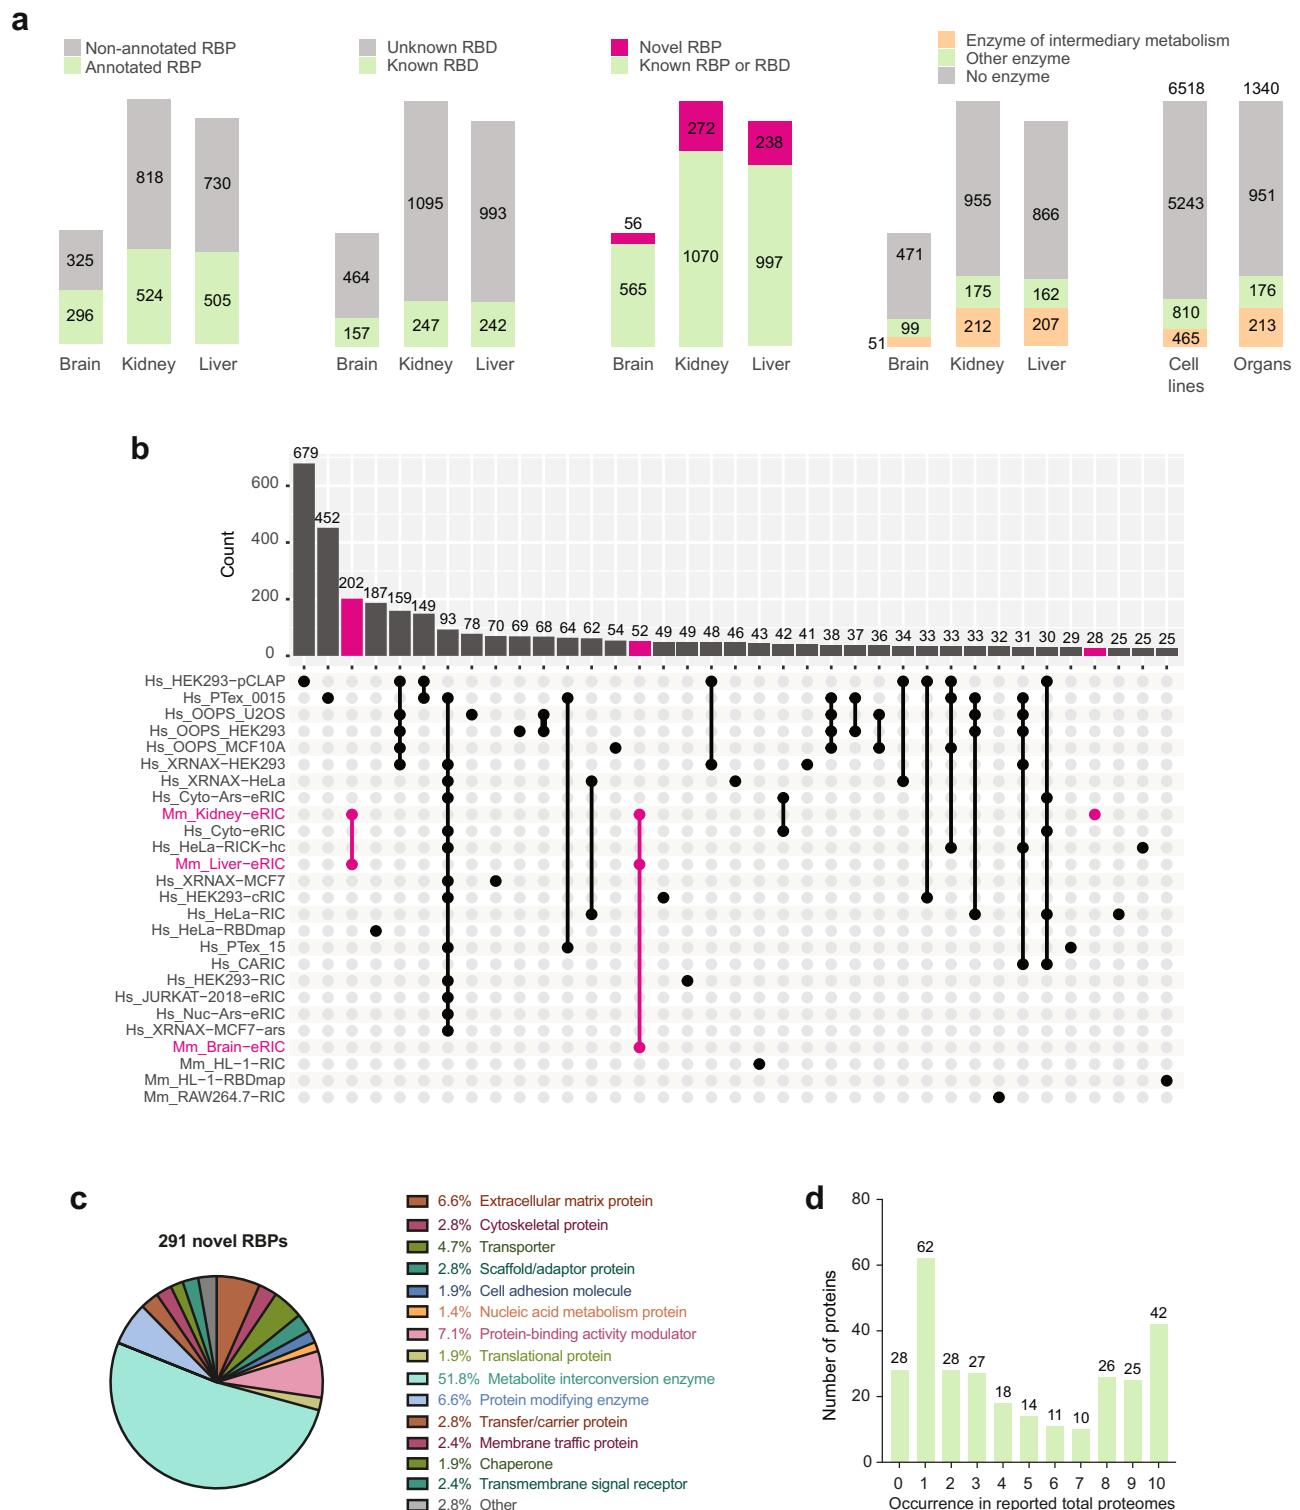 a
Non-annotated RBP
Annotated RBP
Unknown RBD
Known RBD
Novel RBP
Known RBP or RBD
Enzyme of intermediary metabolism
Other enzyme
No enzyme
325
296
818
524
730
505
Brain Kidney Liver
464
157
1095
247
993
242
Brain Kidney Liver
56
565
272
1070
238
997
Brain Kidney Liver
471
99
51
955
175
212
866
162
207
Brain Kidney Liver
6518 1340
5243
810
465
951
176
213
Cell lines
Organs
b
Count
600
400
200
0
679 452 202 187 159 149 93 78 70 69 68 64 62 54 52 49 49 48 46 43 42 41 38 37 36 34 33 33 33 32 31 30 29 28 25 25 25
Hs_HEK293−pCLAP
Hs_PTex_0015
Hs_OOPS_U2OS
Hs_OOPS_HEK293
Hs_OOPS_MCF10A
Hs_XRNAX−HEK293
Hs_XRNAX−HeLa
Hs_Cyto−Ars−eRIC
Mm_Kidney−eRIC
Hs_Cyto−eRIC
Hs_HeLa−RICK−hc
Mm_Liver−eRIC
Hs_XRNAX−MCF7
Hs_HEK293−cRIC
Hs_HeLa−RIC
Hs_HeLa−RBDmap
Hs_PTex_15
Hs_CARIC
Hs_HEK293−RIC
Hs_JURKAT−2018−eRIC
Hs_Nuc−Ars−eRIC
Hs_XRNAX−MCF7−ars
Mm_Brain−eRIC
Mm_HL−1−RIC
Mm_HL−1−RBDmap
Mm_RAW264.7−RIC
c
291 novel RBPs
6.6% Extracellular matrix protein
2.8% Cytoskeletal protein
4.7% Transporter
2.8% Scaffold/adaptor protein
1.9% Cell adhesion molecule
1.4% Nucleic acid metabolism protein
7.1% Protein-binding activity modulator
1.9% Translational protein
51.8% Metabolite interconversion enzyme
6.6% Protein modifying enzyme
2.8% Transfer/carrier protein
2.4% Membrane traffic protein
1.9% Chaperone
2.4% Transmembrane signal receptor
2.8% Other
d
Number of proteins
80
60
40
20
0
28 62 28 27 18 14 11 10 26 25 42
0 1 2 3 4 5 6 7 8 9 10
Occurrence in reported total proteomes